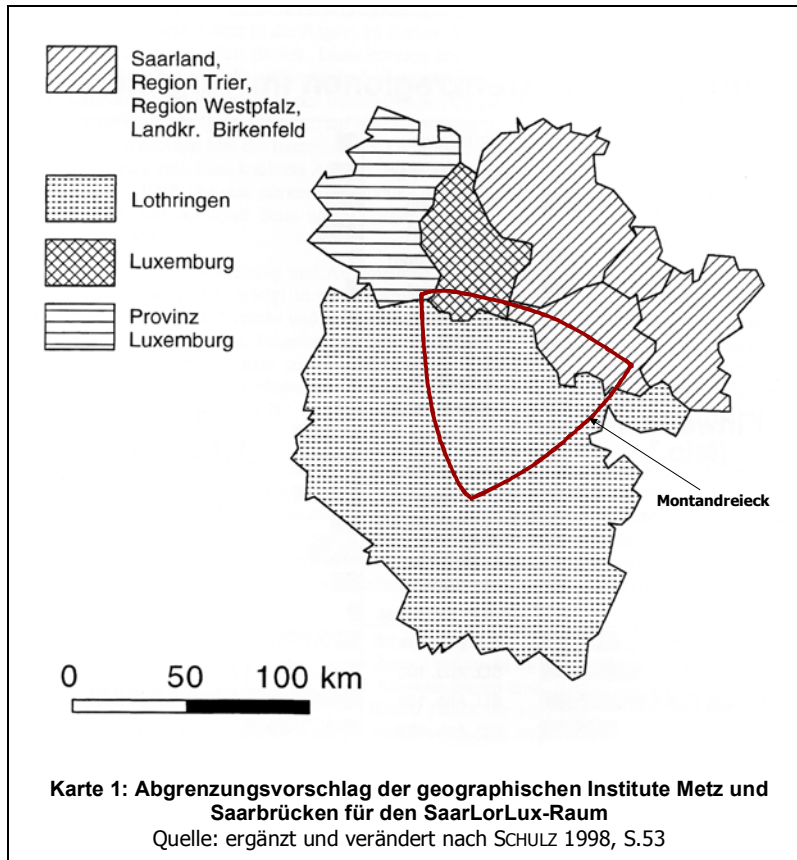 Saarland,
Region Trier,
Region Westpfalz,
Landkr. Birkenfeld
Lothringen
Luxemburg
Provinz
Luxemburg
Montandreieck
0 50 100 km
Karte 1: Abgrenzungsvorschlag der geographischen Institute Metz und
Saarbrücken für den SaarLorLux-Raum
Quelle: ergänzt und verändert nach SCHULZ 1998, S.53